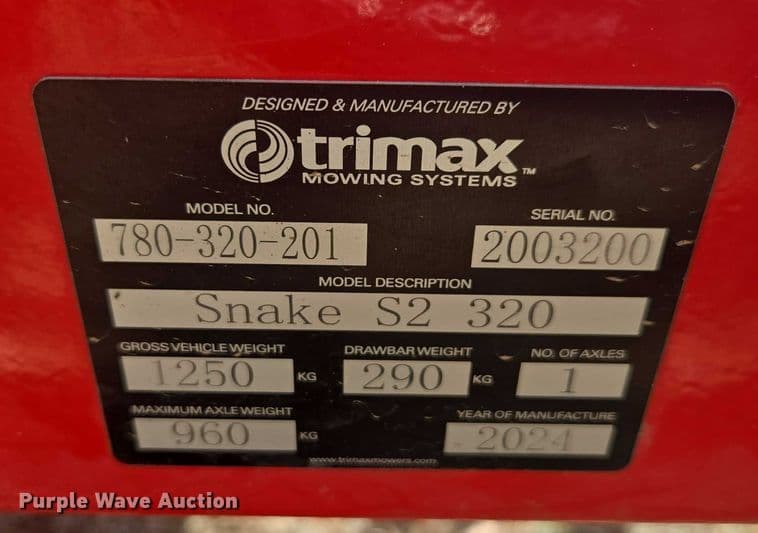 DESIGNED & MANUFACTURED BY
trimax™
MOWING SYSTEMS
MODEL NO. SERIAL NO.
780-320-201 2003200
MODEL DESCRIPTION
Snake S2 320
GROSS VEHICLE WEIGHT DRAWBAR WEIGHT NO. OF AXLES
1250 KG 290 KG 1
MAXIMUM AXLE WEIGHT YEAR OF MANUFACTURE
960 KG 2024
www.trimaxmowers.com
Purple Wave Auction